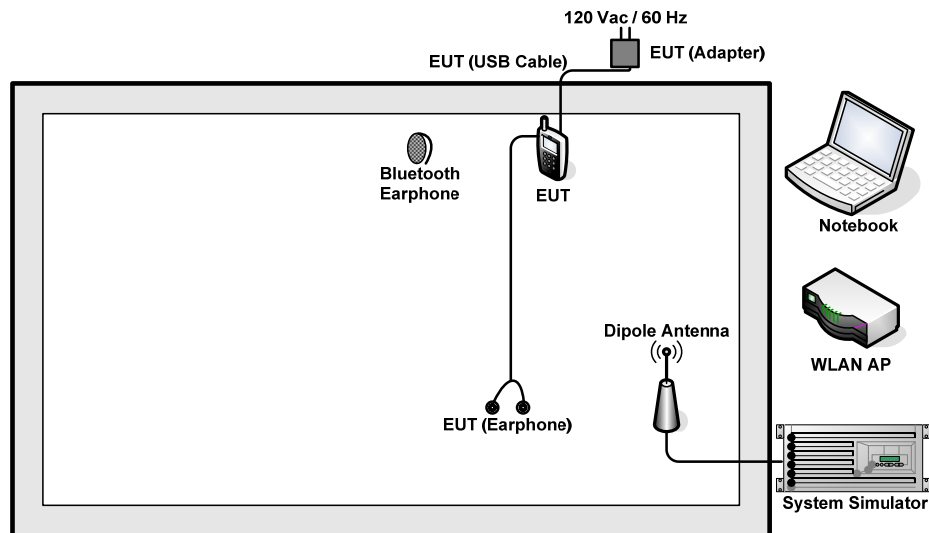 120 Vac / 60 Hz
EUT (Adapter)
EUT (USB Cable)
Bluetooth
Earphone
EUT
Notebook
WLAN AP
Dipole Antenna
EUT (Earphone)
System Simulator